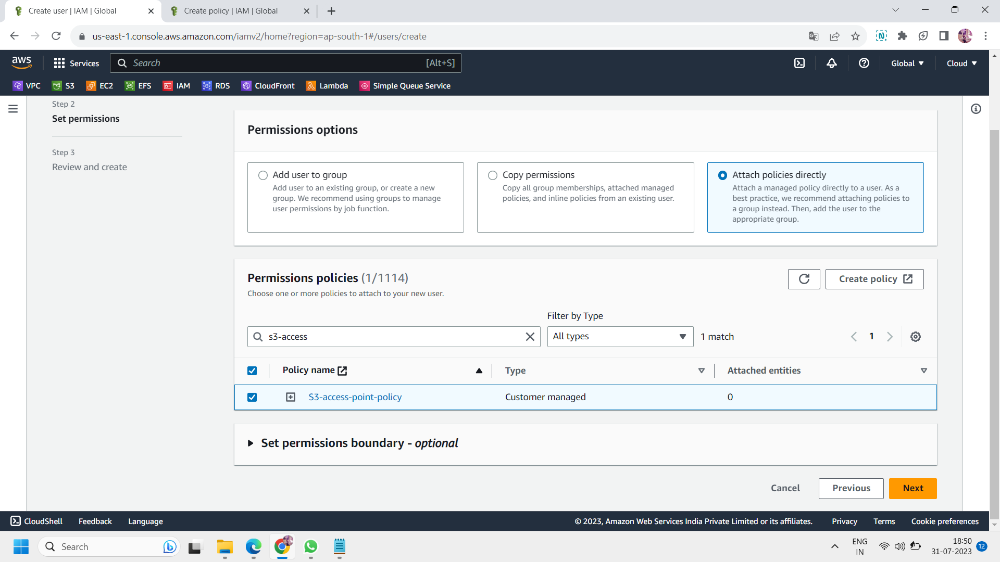 Create user | IAM | Global
Create policy | IAM | Global
us-east-1.console.aws.amazon.com/iamv2/home?region=ap-south-1#/users/create
aws
Services
Search
[Alt+S]
Global
Cloud
VPC
S3
EC2
EFS
IAM
RDS
CloudFront
Lambda
Simple Queue Service
Step 2
Set permissions
Step 3
Review and create
Permissions options
Add user to group
Add user to an existing group, or create a new
group. We recommend using groups to manage
user permissions by job function.
Copy permissions
Copy all group memberships, attached managed
policies, and inline policies from an existing user.
Attach policies directly
Attach a managed policy directly to a user. As a
best practice, we recommend attaching policies to
a group instead. Then, add the user to the
appropriate group.
Permissions policies (1/1114)
Choose one or more policies to attach to your new user.
Create policy
Filter by Type
s3-access
All types
1 match
1
Policy name
Type
Attached entities
S3-access-point-policy
Customer managed
0
Set permissions boundary - optional
Cancel
Previous
Next
CloudShell
Feedback
Language
© 2023, Amazon Web Services India Private Limited or its affiliates.
Privacy
Terms
Cookie preferences
Search
ENG
IN
18:50
31-07-2023
12